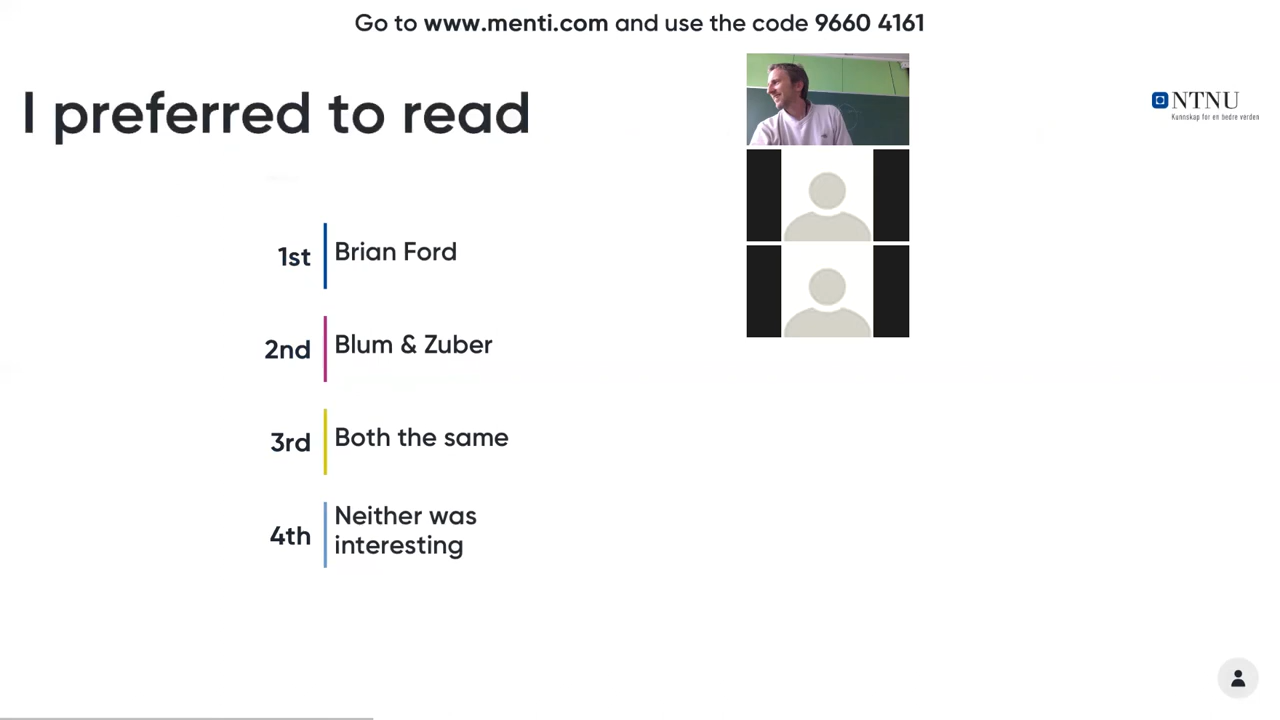 Go to www.menti.com and use the code 9660 4161
I preferred to read
NTNU
Kunnskap for en bedre verden
1st
Brian Ford
2nd
Blum & Zuber
3rd
Both the same
4th
Neither was
interesting